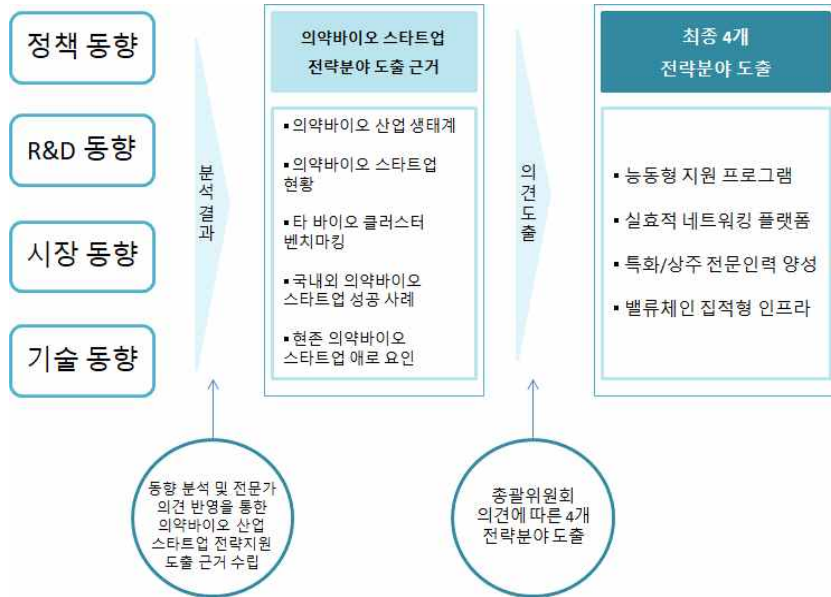 정책 동향
R&D 동향
시장 동향
기술 동향
분
석
결
과
동향 분석 및 전문가
의견 반영을 통한
의약바이오 산업
스타트업 전략지원
도출 근거 수립
의약바이오 스타트업
전략분야 도출 근거
▪ 의약바이오 산업 생태계
▪ 의약바이오 스타트업
현황
▪ 타 바이오 클러스터
벤치마킹
▪ 국내외 의약바이오
스타트업 성공 사례
▪ 현존 의약바이오
스타트업 애로 요인
의
견
도
출
총괄위원회
의견에 따른 4개
전략분야 도출
최종 4개
전략분야 도출
▪ 능동형 지원 프로그램
▪ 실효적 네트워킹 플랫폼
▪ 특화/상주 전문인력 양성
▪ 밸류체인 집적형 인프라